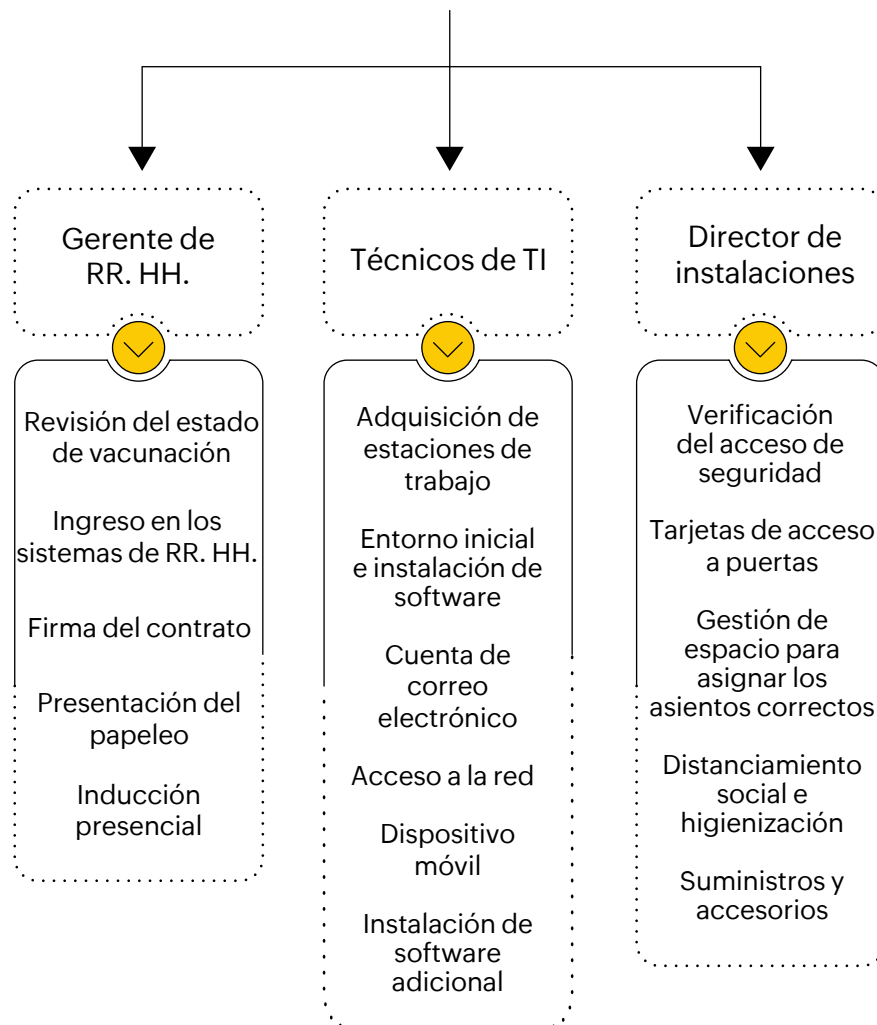 Gerente de
RR. HH.
Revisión del estado
de vacunación
Ingreso en los
sistemas de RR. HH.
Firma del contrato
Presentación del
papeleo
Inducción
presencial
Técnicos de TI
Adquisición de
estaciones de
trabajo
Entorno inicial
e instalación de
software
Cuenta de
correo
electrónico
Acceso a la red
Dispositivo
móvil
Instalación de
software
adicional
Director de
instalaciones
Verificación
del acceso de
seguridad
Tarjetas de acceso
a puertas
Gestión de
espacio para
asignar los
asientos correctos
Distanciamiento
social e
higienización
Suministros y
accesorios